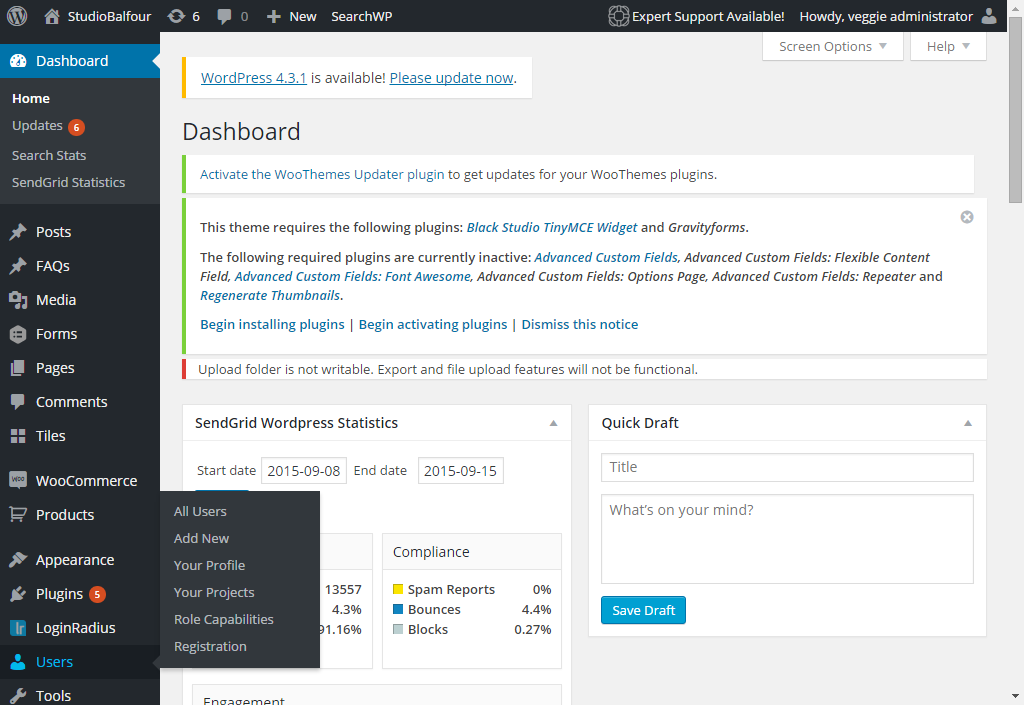 StudioBalfour 6 0 New SearchWP Expert Support Available! Howdy, veggie administrator
Screen Options Help
Dashboard
Home
Updates 6
Search Stats
SendGrid Statistics
Posts
FAQs
Media
Forms
Pages
Comments
Tiles
WooCommerce
Products
Appearance
Plugins 5
LoginRadius
Users
Tools
All Users
Add New
Your Profile
Your Projects
Role Capabilities
Registration
WordPress 4.3.1 is available! Please update now.
Dashboard
Activate the WooThemes Updater plugin to get updates for your WooThemes plugins.
This theme requires the following plugins: Black Studio TinyMCE Widget and Gravityforms.
The following required plugins are currently inactive: Advanced Custom Fields, Advanced Custom Fields: Flexible Content
Field, Advanced Custom Fields: Font Awesome, Advanced Custom Fields: Options Page, Advanced Custom Fields: Repeater and
Regenerate Thumbnails.
Begin installing plugins | Begin activating plugins | Dismiss this notice
Upload folder is not writable. Export and file upload features will not be functional.
SendGrid Wordpress Statistics
Start date 2015-09-08 End date 2015-09-15
13557
4.3%
91.16%
Compliance
Spam Reports 0%
Bounces 4.4%
Blocks 0.27%
Engagement
Quick Draft
Title
What's on your mind?
Save Draft